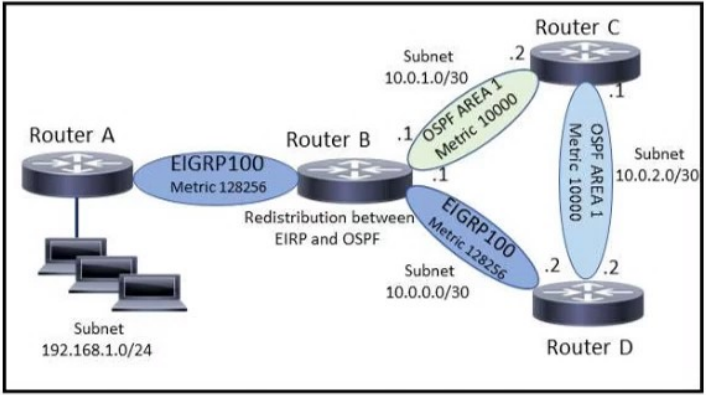 Router C
Subnet
10.0.1.0/30
.2
.1
OSPF AREA 1
Metric 10000
Router A
EIGRP100
Metric 128256
Router B
.1
.1
OSPF AREA 1
Metric 10000
Subnet
10.0.2.0/30
Redistribution between
EIRP and OSPF
EIGRP100
Metric 128256
Subnet
10.0.0.0/30
.2
.2
Router D
Subnet
192.168.1.0/24